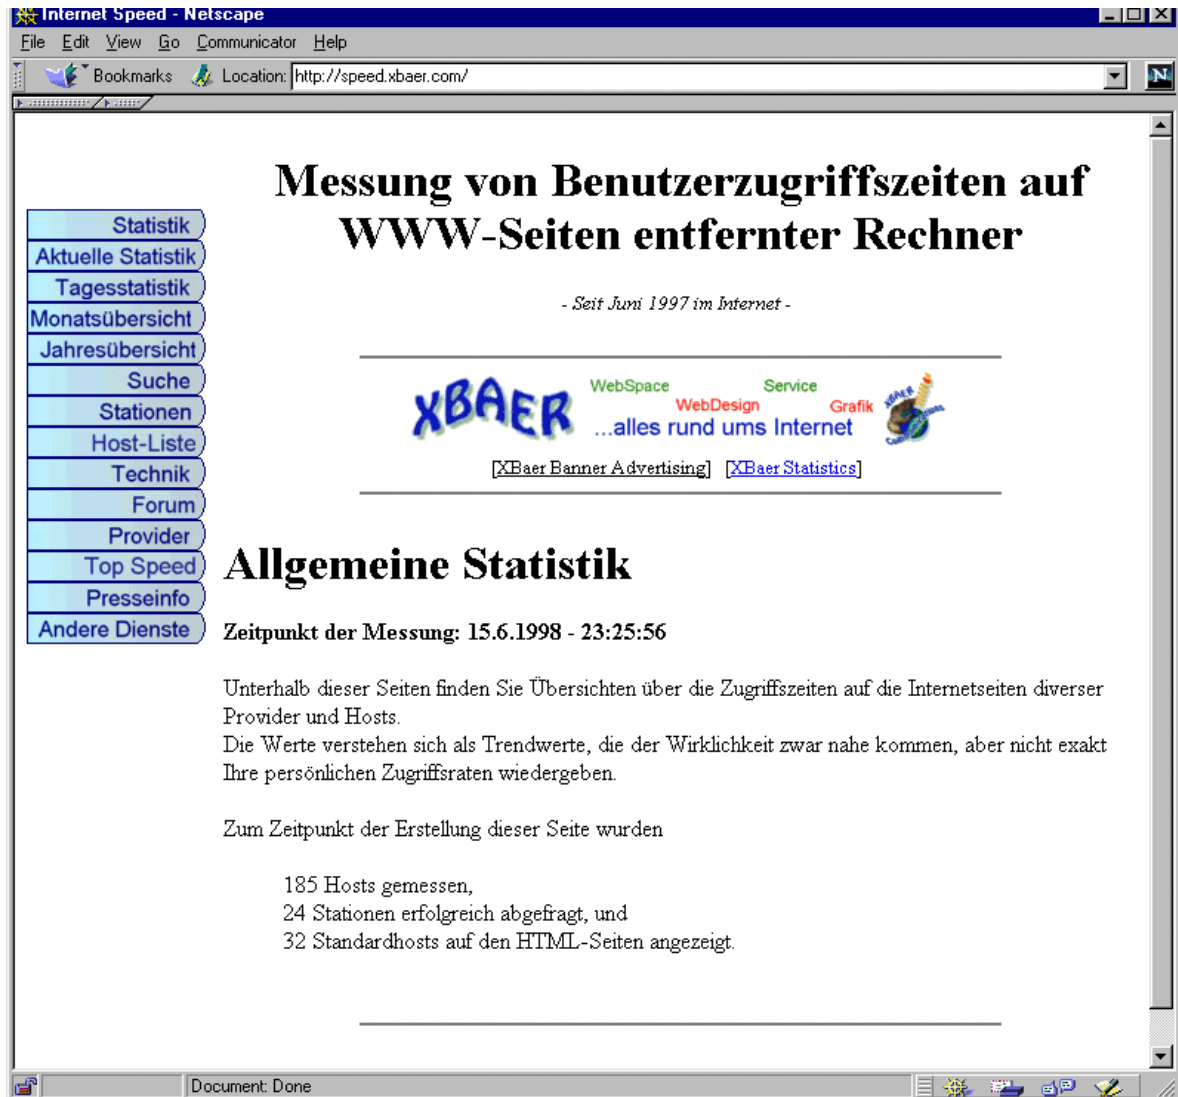 Internet Speed - Netscape
File Edit View Go Communicator Help
Bookmarks Location: http://speed.xbaer.com/
N
Messung von Benutzerzugriffszeiten auf
WWW-Seiten entfernter Rechner
- Seit Juni 1997 im Internet -
Statistik
Aktuelle Statistik
Tagesstatistik
Monatsübersicht
Jahresübersicht
Suche
Stationen
Host-Liste
Technik
Forum
Provider
Top Speed
Presseinfo
Andere Dienste
XBAER
WebSpace Service
WebDesign Grafik
...alles rund ums Internet
XBAER
[XBaer Banner Advertising] [XBaer Statistics]
Allgemeine Statistik
Zeitpunkt der Messung: 15.6.1998 - 23:25:56
Unterhalb dieser Seiten finden Sie Übersichten über die Zugriffszeiten auf die Internetseiten diverser
Provider und Hosts.
Die Werte verstehen sich als Trendwerte, die der Wirklichkeit zwar nahe kommen, aber nicht exakt
Ihre persönlichen Zugriffsraten wiedergeben.
Zum Zeitpunkt der Erstellung dieser Seite wurden
185 Hosts gemessen,
24 Stationen erfolgreich abgefragt, und
32 Standardhosts auf den HTML-Seiten angezeigt.
Document: Done